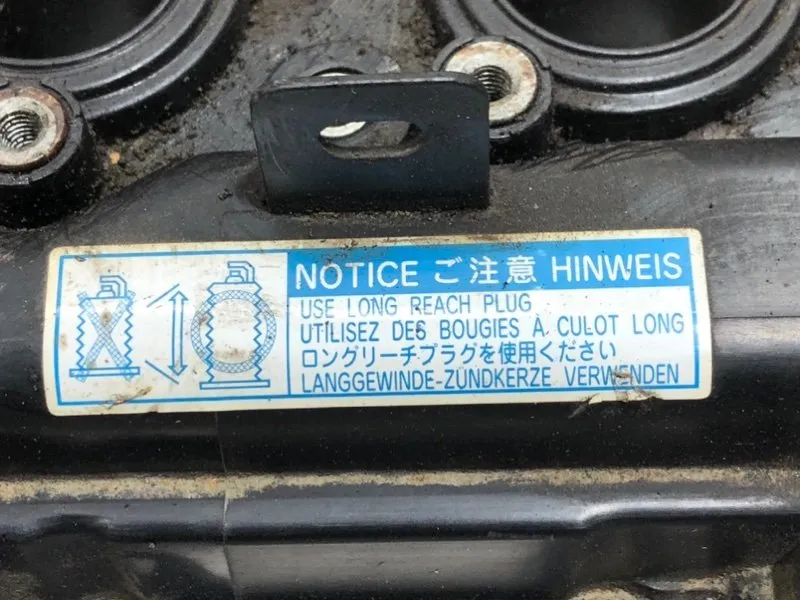 NOTICE ご注意 HINWEIS
USE LONG REACH PLUG
UTILISEZ DES BOUGIES À CULOT LONG
ロングリーチプラグを使用ください
LANGGEWINDE-ZÜNDKERZE VERWENDEN